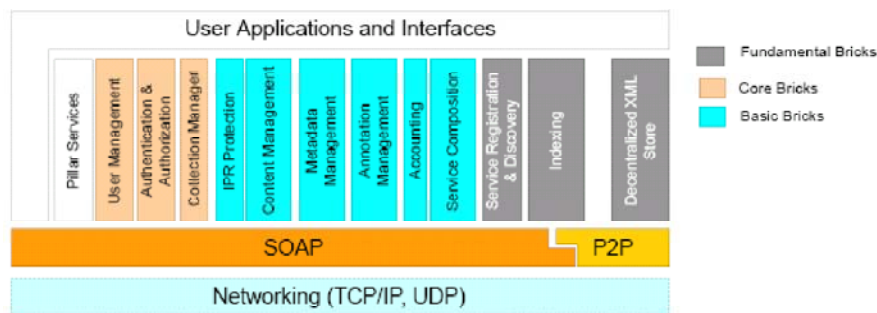 User Applications and Interfaces
Pillar Services
User Management
Authentication &
Authorization
Collection Manager
IPR Protection
Content Management
Metadata
Management
Annotation
Management
Accounting
Service Composition
Service Registration
& Discovery
Indexing
Decentralized XML
Store
Fundamental Bricks
Core Bricks
Basic Bricks
SOAP
P2P
Networking (TCP/IP, UDP)